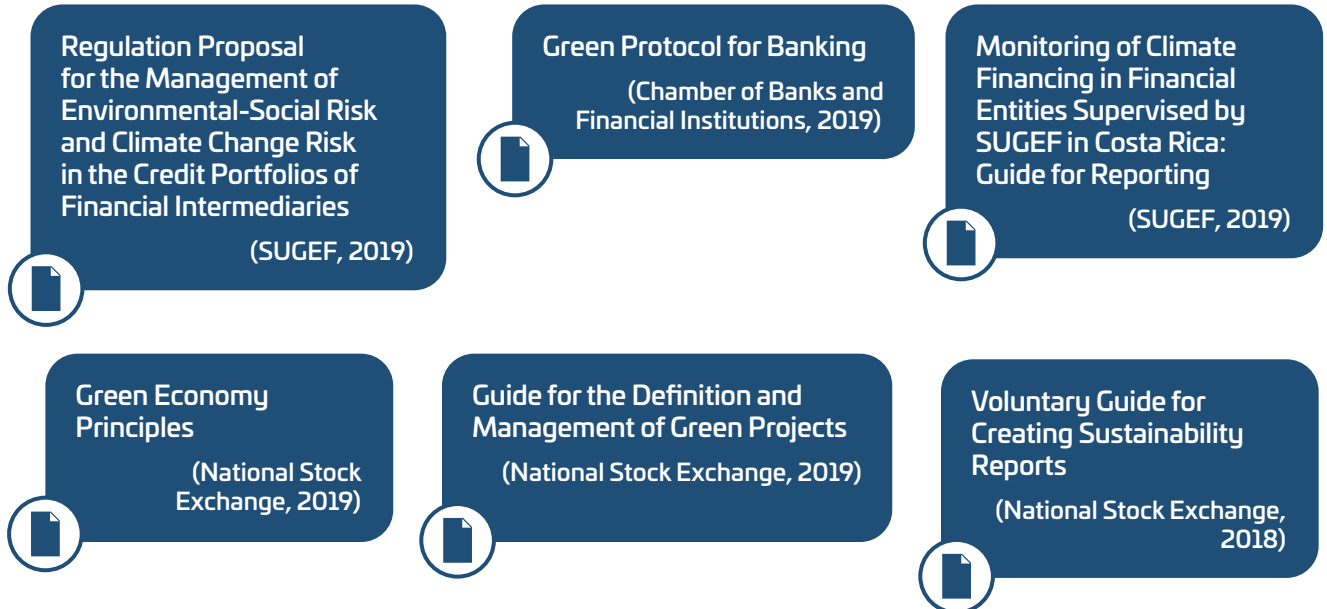 Regulation Proposal
for the Management of
Environmental-Social Risk
and Climate Change Risk
in the Credit Portfolios of
Financial Intermediaries
(SUGEF, 2019)
Green Protocol for Banking
(Chamber of Banks and
Financial Institutions, 2019)
Monitoring of Climate
Financing in Financial
Entities Supervised by
SUGEF in Costa Rica:
Guide for Reporting
(SUGEF, 2019)
Green Economy
Principles
(National Stock
Exchange, 2019)
Guide for the Definition and
Management of Green Projects
(National Stock Exchange, 2019)
Voluntary Guide for
Creating Sustainability
Reports
(National Stock Exchange,
2018)